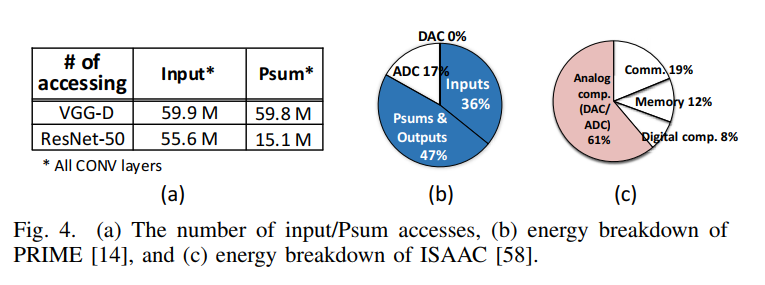 # of accessing Input* Psum*
VGG-D 59.9 M 59.8 M
ResNet-50 55.6 M 15.1 M
* All CONV layers
(a)
DAC 0%
ADC 17%
Inputs
36%
Psums &
Outputs
47%
(b)
Analog
comp.
(DAC/
ADC)
61%
Comm. 19%
Memory 12%
Digital comp. 8%
(c)
Fig. 4. (a) The number of input/Psum accesses, (b) energy breakdown of
PRIME [14], and (c) energy breakdown of ISAAC [58].